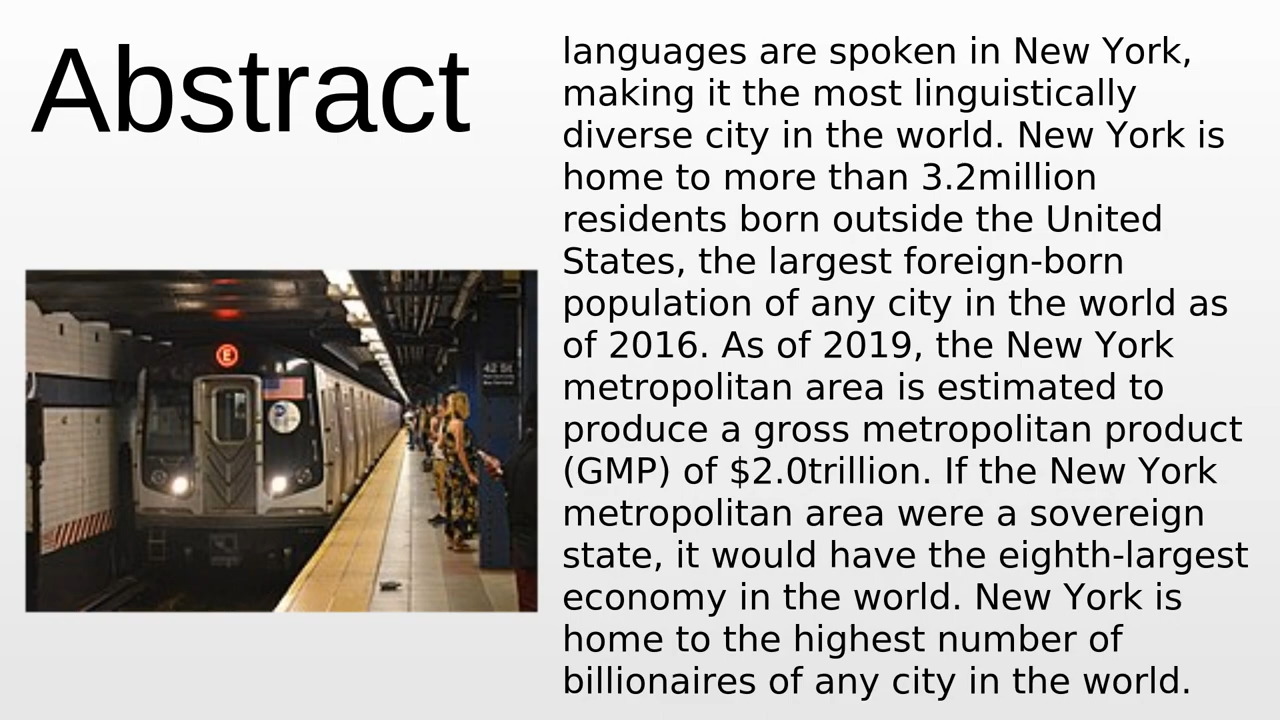 Abstract
languages are spoken in New York,
making it the most linguistically
diverse city in the world. New York is
home to more than 3.2million
residents born outside the United
States, the largest foreign-born
population of any city in the world as
of 2016. As of 2019, the New York
metropolitan area is estimated to
produce a gross metropolitan product
(GMP) of $2.0trillion. If the New York
metropolitan area were a sovereign
state, it would have the eighth-largest
economy in the world. New York is
home to the highest number of
billionaires of any city in the world.
E
42 St